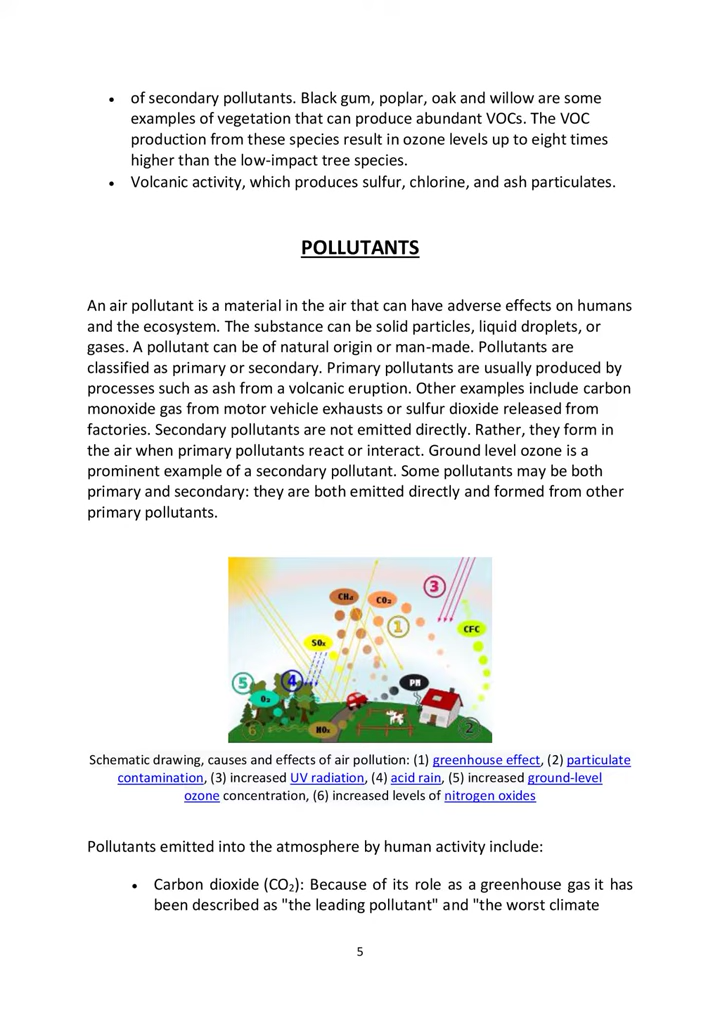 • of secondary pollutants. Black gum, poplar, oak and willow are some
examples of vegetation that can produce abundant VOCs. The VOC
production from these species result in ozone levels up to eight times
higher than the low-impact tree species.
• Volcanic activity, which produces sulfur, chlorine, and ash particulates.
POLLUTANTS
An air pollutant is a material in the air that can have adverse effects on humans
and the ecosystem. The substance can be solid particles, liquid droplets, or
gases. A pollutant can be of natural origin or man-made. Pollutants are
classified as primary or secondary. Primary pollutants are usually produced by
processes such as ash from a volcanic eruption. Other examples include carbon
monoxide gas from motor vehicle exhausts or sulfur dioxide released from
factories. Secondary pollutants are not emitted directly. Rather, they form in
the air when primary pollutants react or interact. Ground level ozone is a
prominent example of a secondary pollutant. Some pollutants may be both
primary and secondary: they are both emitted directly and formed from other
primary pollutants.
3
CH₄ CO₂
1
CFC
SOₓ
5 4
PM
O₃
6 NOₓ 2
Schematic drawing, causes and effects of air pollution: (1) greenhouse effect, (2) particulate
contamination, (3) increased UV radiation, (4) acid rain, (5) increased ground-level
ozone concentration, (6) increased levels of nitrogen oxides
Pollutants emitted into the atmosphere by human activity include:
• Carbon dioxide (CO₂): Because of its role as a greenhouse gas it has
been described as "the leading pollutant" and "the worst climate
5